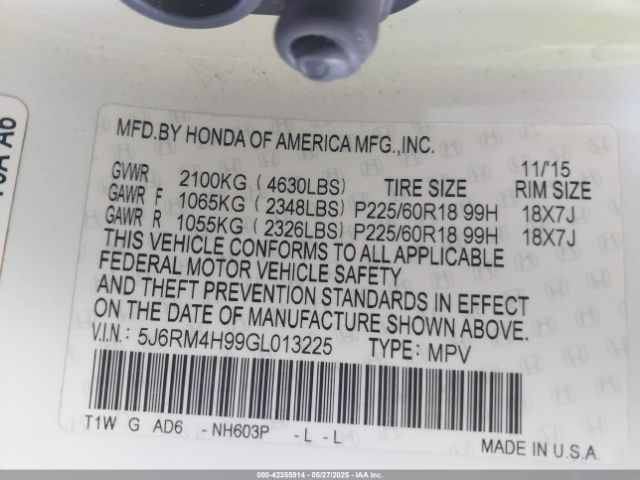 MFD.BY HONDA OF AMERICA MFG.,INC.
11/15
GVWR 2100KG (4630LBS) TIRE SIZE RIM SIZE
GAWR F 1065KG (2348LBS) P225/60R18 99H 18X7J
GAWR R 1055KG (2326LBS) P225/60R18 99H 18X7J
THIS VEHICLE CONFORMS TO ALL APPLICABLE
FEDERAL MOTOR VEHICLE SAFETY
AND THEFT PREVENTION STANDARDS IN EFFECT
ON THE DATE OF MANUFACTURE SHOWN ABOVE.
V.I.N.: 5J6RM4H99GL013225 TYPE: MPV
T1W G AD6 -NH603P -L -L
MADE IN U.S.A.
000-42355914 - 05/27/2025 - IAA Inc.